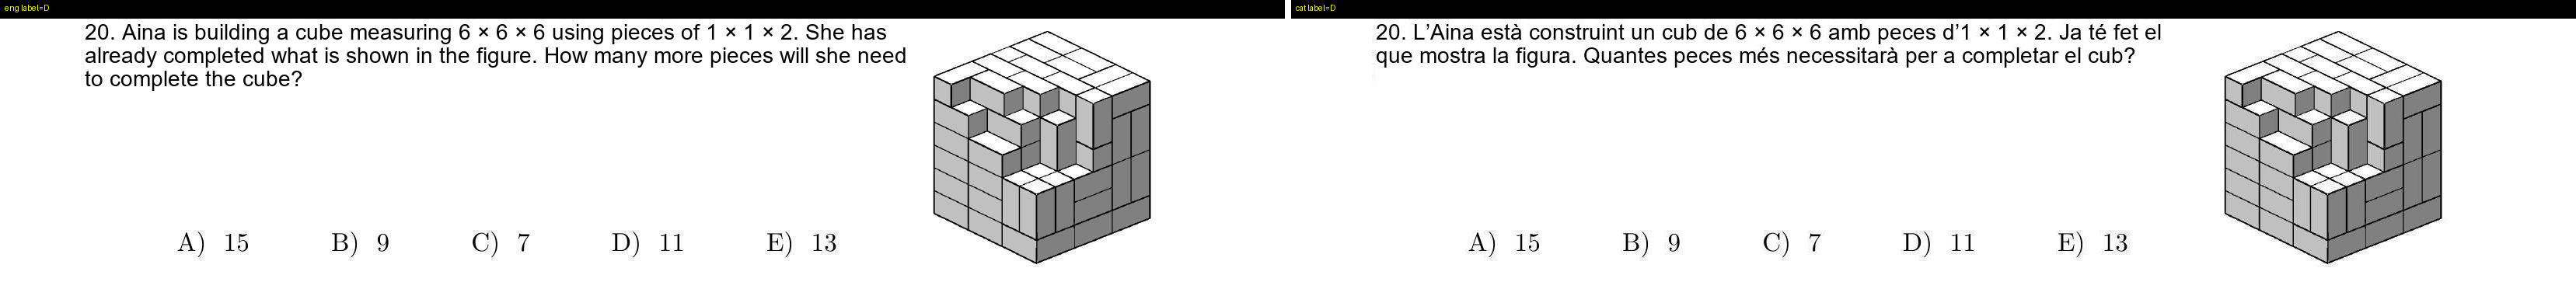 eng label=D
20. Aina is building a cube measuring 6 × 6 × 6 using pieces of 1 × 1 × 2. She has
already completed what is shown in the figure. How many more pieces will she need
to complete the cube?
A) 15 B) 9 C) 7 D) 11 E) 13
cat label=D
20. L’Aina està construint un cub de 6 × 6 × 6 amb peces d’1 × 1 × 2. Ja té fet el
que mostra la figura. Quantes peces més necessitarà per a completar el cub?
A) 15 B) 9 C) 7 D) 11 E) 13